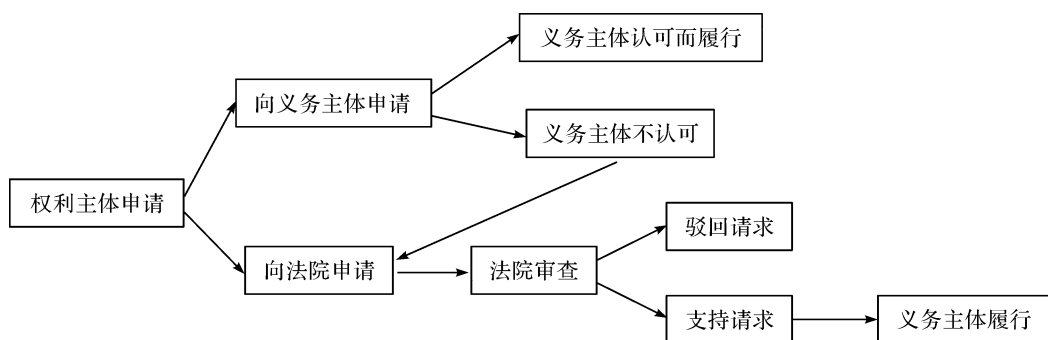 义务主体认可而履行
向义务主体申请
义务主体不认可
权利主体申请
驳回请求
向法院申请
法院审查
支持请求
义务主体履行